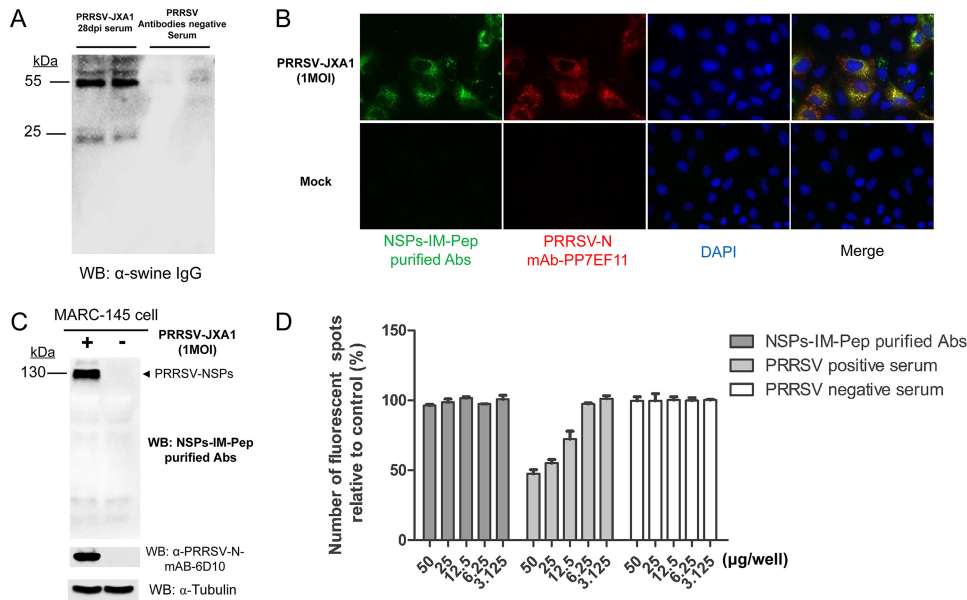 A
PRRSV-JXA1
28dpi serum
PRRSV
Antibodies negative
Serum
kDa
55
25
WB: α-swine IgG
B
PRRSV-JXA1
(1MOI)
Mock
NSPs-IM-Pep
purified Abs
PRRSV-N
mAb-PP7EF11
DAPI
Merge
C
MARC-145 cell
+ -
PRRSV-JXA1
(1MOI)
kDa
130
PRRSV-NSPs
WB: NSPs-IM-Pep
purified Abs
WB: α-PRRSV-N-
mAB-6D10
WB: α-Tubulin
D
Number of fluorescent spots
relative to control (%)
150
100
50
0
NSPs-IM-Pep purified Abs
PRRSV positive serum
PRRSV negative serum
50 25 12.5 6.25 3.125 50 25 12.5 6.25 3.125 50 25 12.5 6.25 3.125 (μg/well)